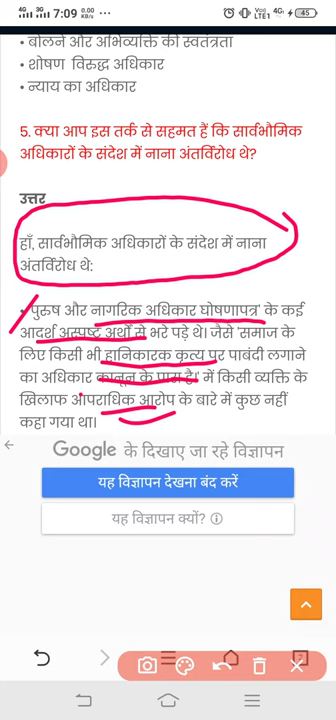 7:09 0.00 KB/s Vo) LTE1 4G 45
• बोलने और अभिव्यक्ति की स्वतंत्रता
• शोषण विरुद्ध अधिकार
• न्याय का अधिकार
5. क्या आप इस तर्क से सहमत हैं कि सार्वभौमिक
अधिकारों के संदेश में नाना अंतर्विरोध थे?
उत्तर
हाँ, सार्वभौमिक अधिकारों के संदेश में नाना
अंतर्विरोध थे:
• पुरुष और नागरिक अधिकार घोषणापत्र' के कई
आदर्श अस्पष्ट अर्थों से भरे पड़े थे। जैसे 'समाज के
लिए किसी भी हानिकारक कृत्य पर पाबंदी लगाने
का अधिकार कानून के पास है।' में किसी व्यक्ति के
खिलाफ आपराधिक आरोप के बारे में कुछ नहीं
कहा गया था।
Google के दिखाए जा रहे विज्ञापन
यह विज्ञापन देखना बंद करें
यह विज्ञापन क्यों?